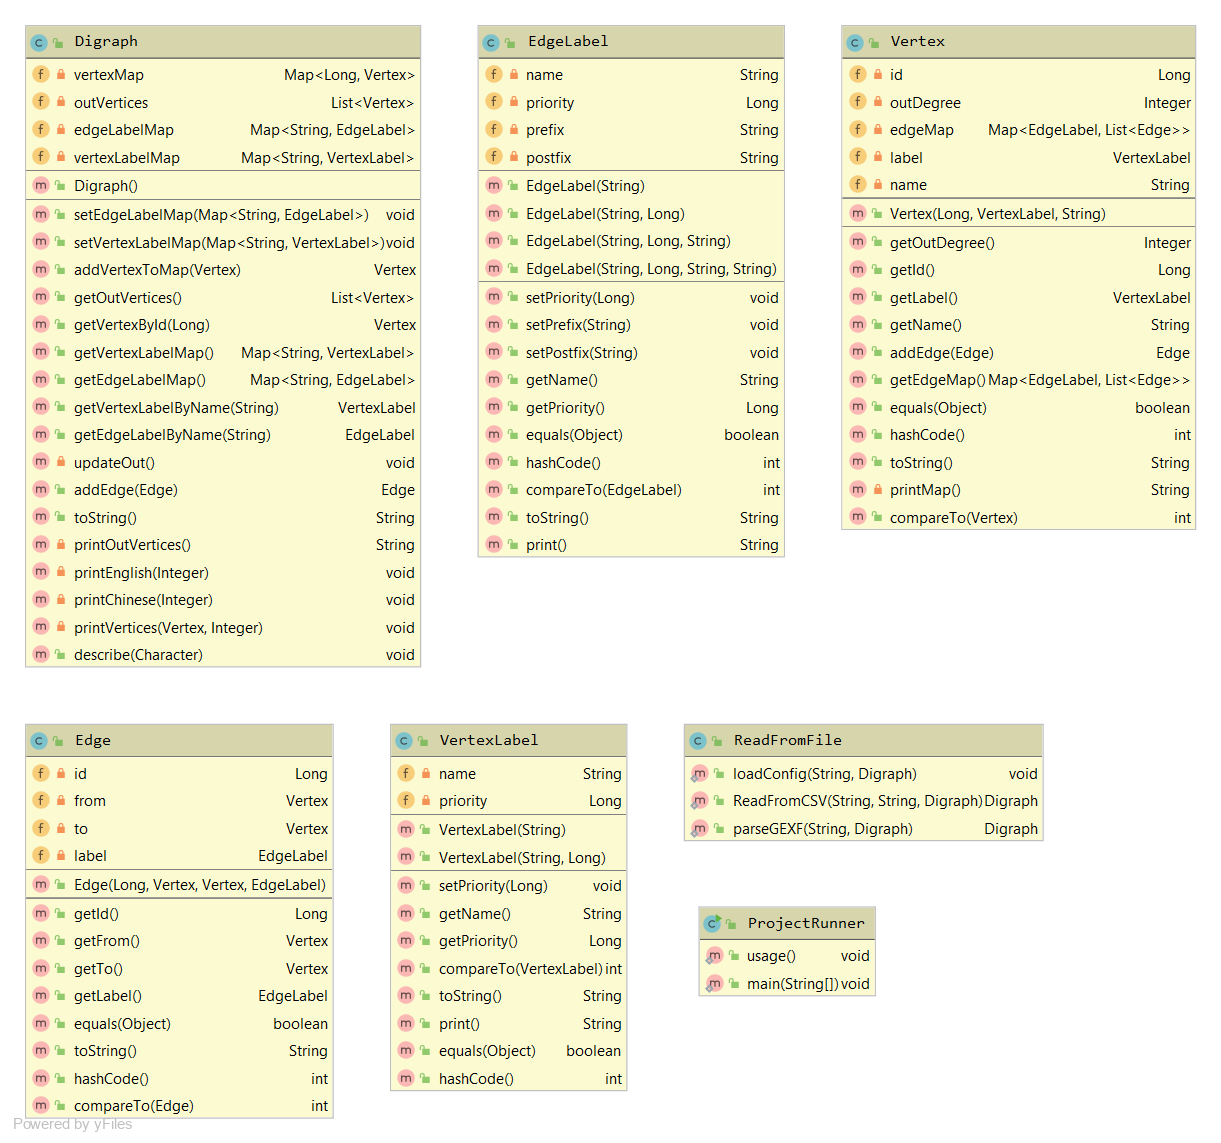 Digraph
vertexMap Map<Long, Vertex>
outVertices List<Vertex>
edgeLabelMap Map<String, EdgeLabel>
vertexLabelMap Map<String, VertexLabel>
Digraph()
setEdgeLabelMap(Map<String, EdgeLabel>) void
setVertexLabelMap(Map<String, VertexLabel>) void
addVertexToMap(Vertex) Vertex
getOutVertices() List<Vertex>
getVertexById(Long) Vertex
getVertexLabelMap() Map<String, VertexLabel>
getEdgeLabelMap() Map<String, EdgeLabel>
getVertexLabelByName(String) VertexLabel
getEdgeLabelByName(String) EdgeLabel
updateOut() void
addEdge(Edge) Edge
toString() String
printOutVertices() String
printEnglish(Integer) void
printChinese(Integer) void
printVertices(Vertex, Integer) void
describe(Character) void
EdgeLabel
name String
priority Long
prefix String
postfix String
EdgeLabel(String)
EdgeLabel(String, Long)
EdgeLabel(String, Long, String)
EdgeLabel(String, Long, String, String)
setPriority(Long) void
setPrefix(String) void
setPostfix(String) void
getName() String
getPriority() Long
equals(Object) boolean
hashCode() int
compareTo(EdgeLabel) int
toString() String
print() String
Vertex
id Long
outDegree Integer
edgeMap Map<EdgeLabel, List<Edge>>
label VertexLabel
name String
Vertex(Long, VertexLabel, String)
getOutDegree() Integer
getId() Long
getLabel() VertexLabel
getName() String
addEdge(Edge) Edge
getEdgeMap() Map<EdgeLabel, List<Edge>>
equals(Object) boolean
hashCode() int
toString() String
printMap() String
compareTo(Vertex) int
Edge
id Long
from Vertex
to Vertex
label EdgeLabel
Edge(Long, Vertex, Vertex, EdgeLabel)
getId() Long
getFrom() Vertex
getTo() Vertex
getLabel() EdgeLabel
equals(Object) boolean
toString() String
hashCode() int
compareTo(Edge) int
VertexLabel
name String
priority Long
VertexLabel(String)
VertexLabel(String, Long)
setPriority(Long) void
getName() String
getPriority() Long
compareTo(VertexLabel) int
toString() String
print() String
equals(Object) boolean
hashCode() int
ReadFromFile
loadConfig(String, Digraph) void
ReadFromCSV(String, String, Digraph) Digraph
parseGEXF(String, Digraph) Digraph
ProjectRunner
usage() void
main(String[]) void
Powered by yFiles